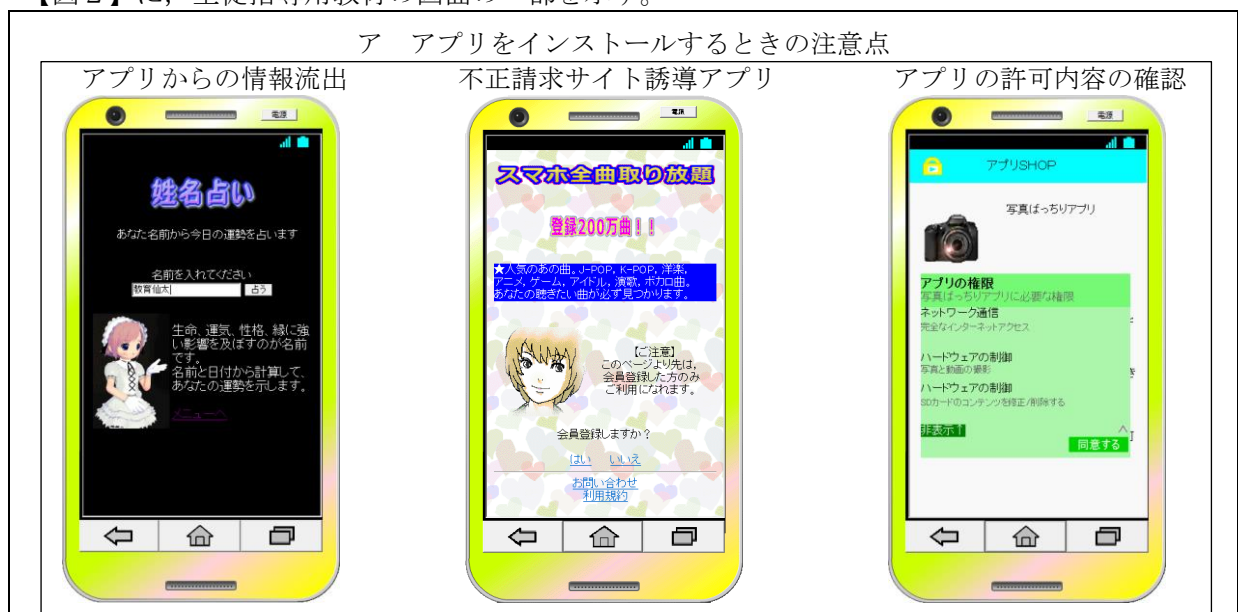 ア　アプリをインストールするときの注意点
アプリからの情報流出
電源
姓名占い
あなた名前から今日の運勢を占います
名前を入れてください
教育仙太 占う
生命、運気、性格、縁に強
い影響を及ぼすのが名前
です。
名前と日付から計算して、
あなたの運勢を示します。
メニューへ
不正請求サイト誘導アプリ
電源
スマホ全曲取り放題
登録200万曲！！
★人気のあの曲。J-POP, K-POP, 洋楽,
アニメ, ゲーム, アイドル, 演歌, ボカロ曲。
あなたの聴きたい曲が必ず見つかります。
【ご注意】
このページより先は,
会員登録した方のみ
ご利用になれます。
会員登録しますか？
はい　いいえ
お問い合わせ
利用規約
アプリの許可内容の確認
電源
アプリSHOP
写真ばっちりアプリ
アプリの権限
写真ばっちりアプリに必要な権限
ネットワーク通信
完全なインターネットアクセス
ハードウェアの制御
写真と動画の撮影
ハードウェアの制御
SDカードのコンテンツを修正/削除する
非表示↑
同意する